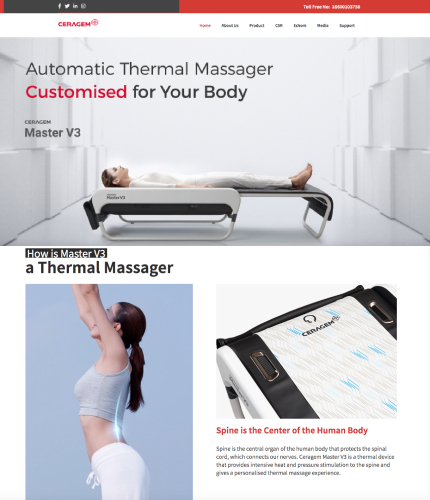 Toll Free No: 18008103738
CERAGEM
Home About Us Product CSR Eshom Media Support
Automatic Thermal Massager
Customised for Your Body
CERAGEM
Master V3
How is Master V3
a Thermal Massager
CERAGEM
Spine is the Center of the Human Body
Spine is the central organ of the human body that protects the spinal
cord, which connects our nerves. Ceragem Master V3 is a thermal device
that provides intensive heat and pressure stimulation to the spine and
gives a personalised thermal massage experience.